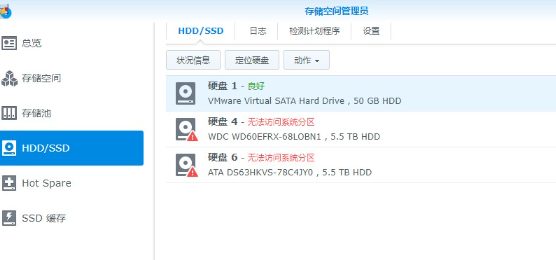 存储空间管理员
总览
存储空间
存储池
HDD/SSD
Hot Spare
SSD 缓存
HDD/SSD 日志 检测计划程序 设置
状况信息 定位硬盘 动作
硬盘 1 - 良好
VMware Virtual SATA Hard Drive , 50 GB HDD
硬盘 4 - 无法访问系统分区
WDC WD60EFRX-68LOBN1 , 5.5 TB HDD
硬盘 6 - 无法访问系统分区
ATA DS63HKVS-78C4JY0 , 5.5 TB HDD